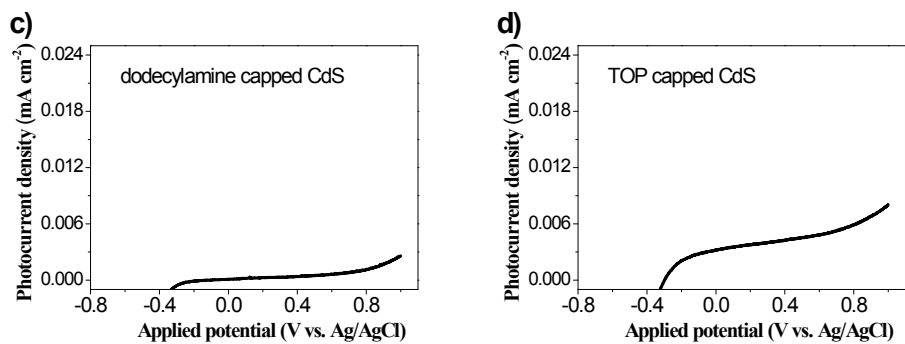 c)
dodecylamine capped CdS
Photocurrent density (mA cm⁻²)
0.024
0.018
0.012
0.006
0.000
-0.8 -0.4 0.0 0.4 0.8
Applied potential (V vs. Ag/AgCl)
d)
TOP capped CdS
Photocurrent density (mA cm⁻²)
0.024
0.018
0.012
0.006
0.000
-0.8 -0.4 0.0 0.4 0.8
Applied potential (V vs. Ag/AgCl)